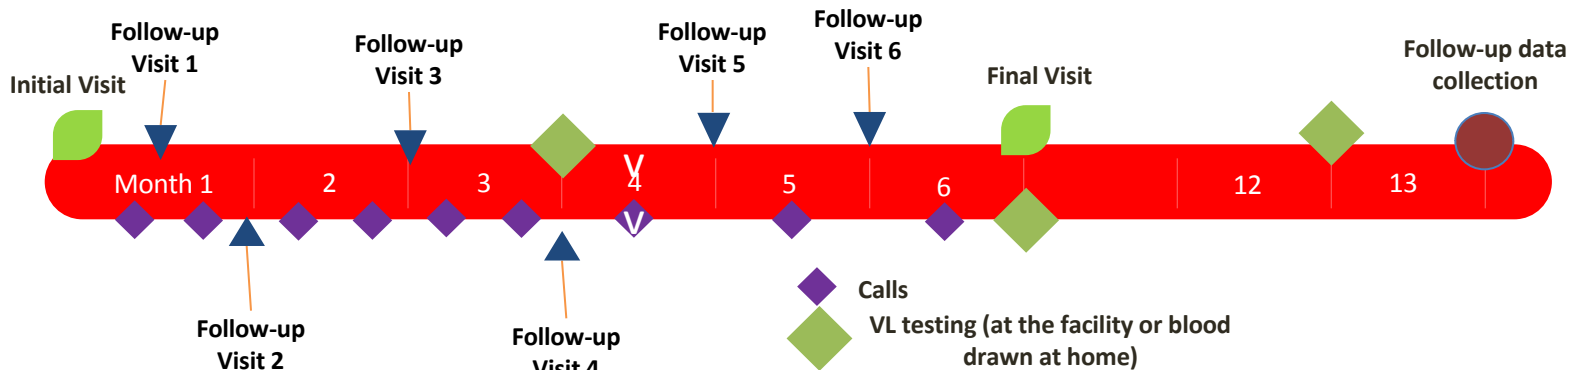 Follow-up
Visit 1
Follow-up
Visit 3
Follow-up
Visit 5
Follow-up
Visit 6
Follow-up data
collection
Initial Visit
Final Visit
V
Month 1
2
3
4
5
6
12
13
V
Calls
VL testing (at the facility or blood
drawn at home)
Follow-up
Visit 2
Follow-up
Visit 4